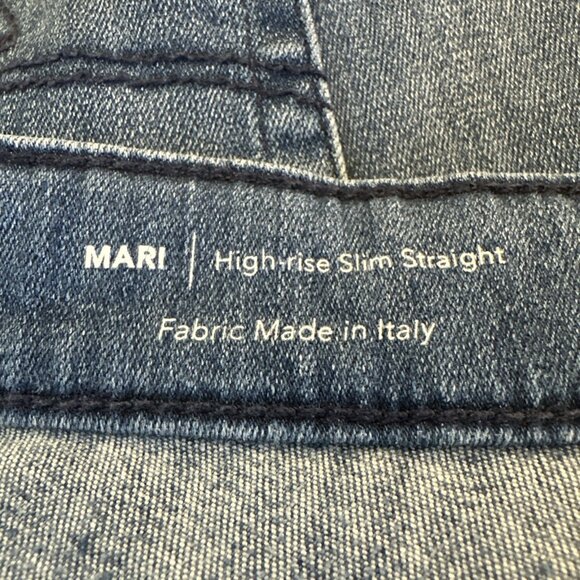 MARI | High-rise Slim Straight
Fabric Made in Italy